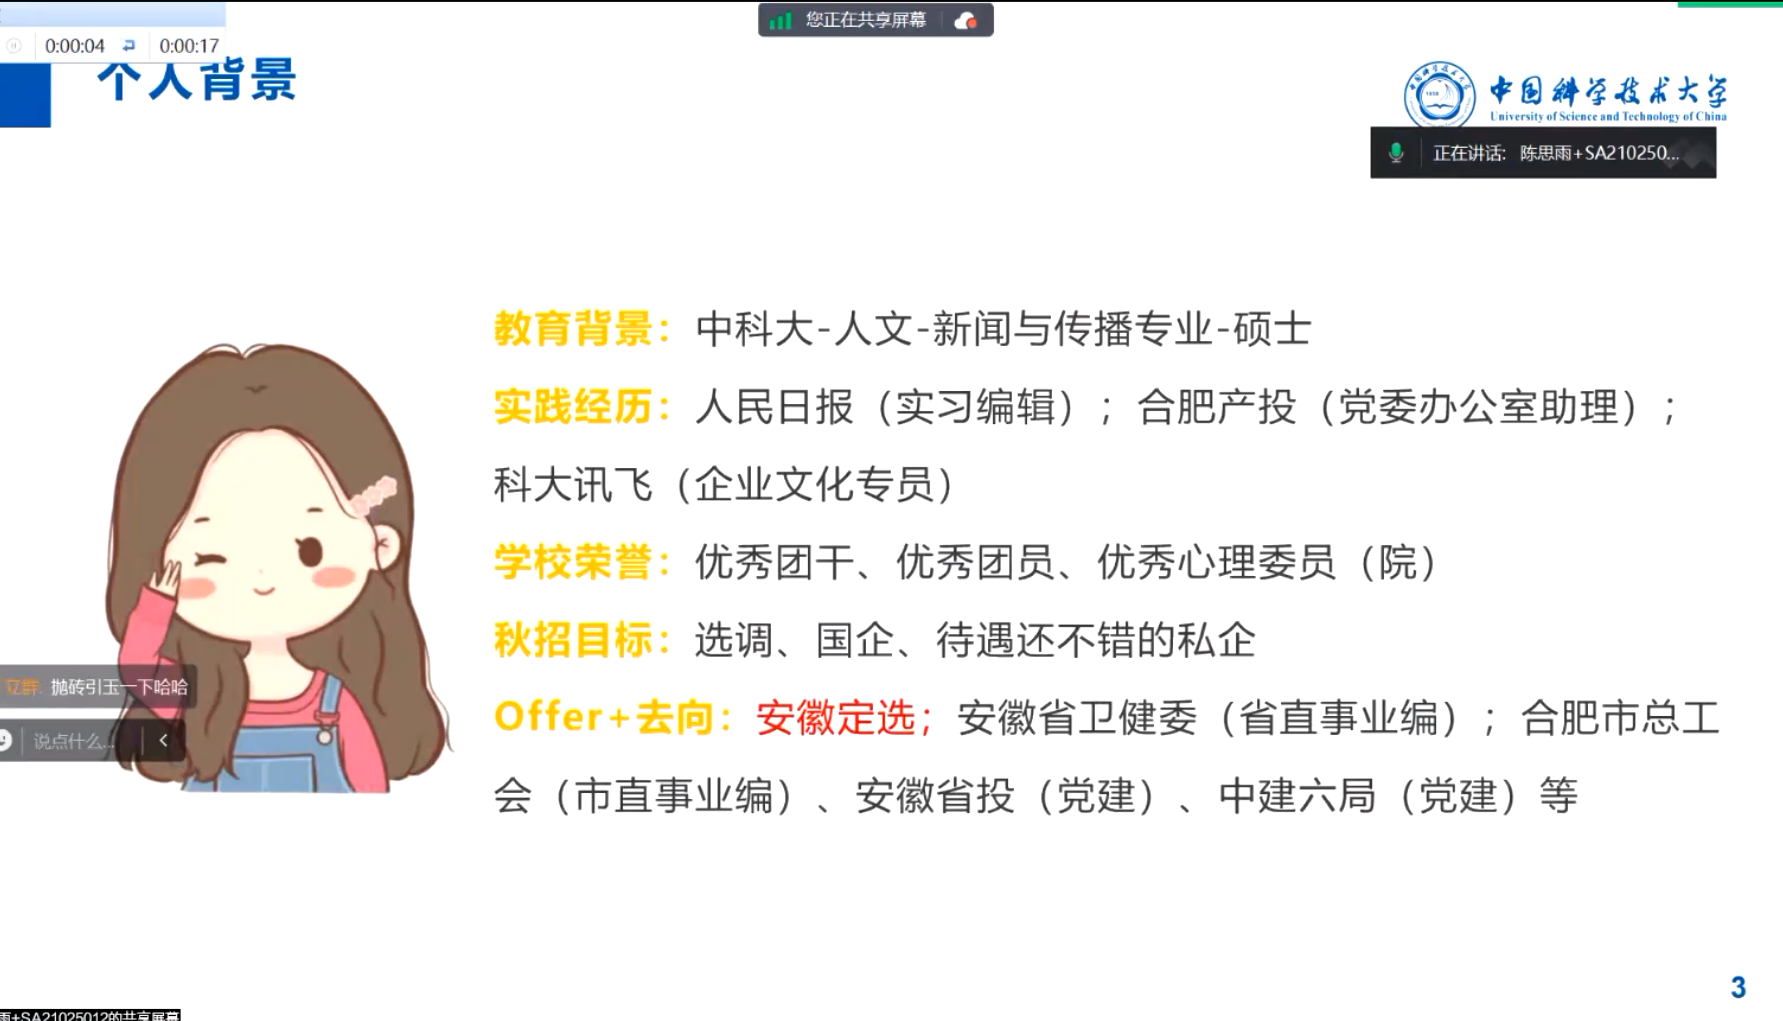 您正在共享屏幕
0:00:04 0:00:17
个人背景
中国科学技术大学
University of Science and Technology of China
正在讲话: 陈思雨+SA210250...
教育背景：中科大-人文-新闻与传播专业-硕士
实践经历：人民日报（实习编辑）；合肥产投（党委办公室助理）；
科大讯飞（企业文化专员）
学校荣誉：优秀团干、优秀团员、优秀心理委员（院）
秋招目标：选调、国企、待遇还不错的私企
Offer+去向：安徽定选；安徽省卫健委（省直事业编）；合肥市总工
会（市直事业编）、安徽省投（党建）、中建六局（党建）等
抛砖引玉一下哈哈
说点什么...
3
雨+SA21025012的共享屏幕